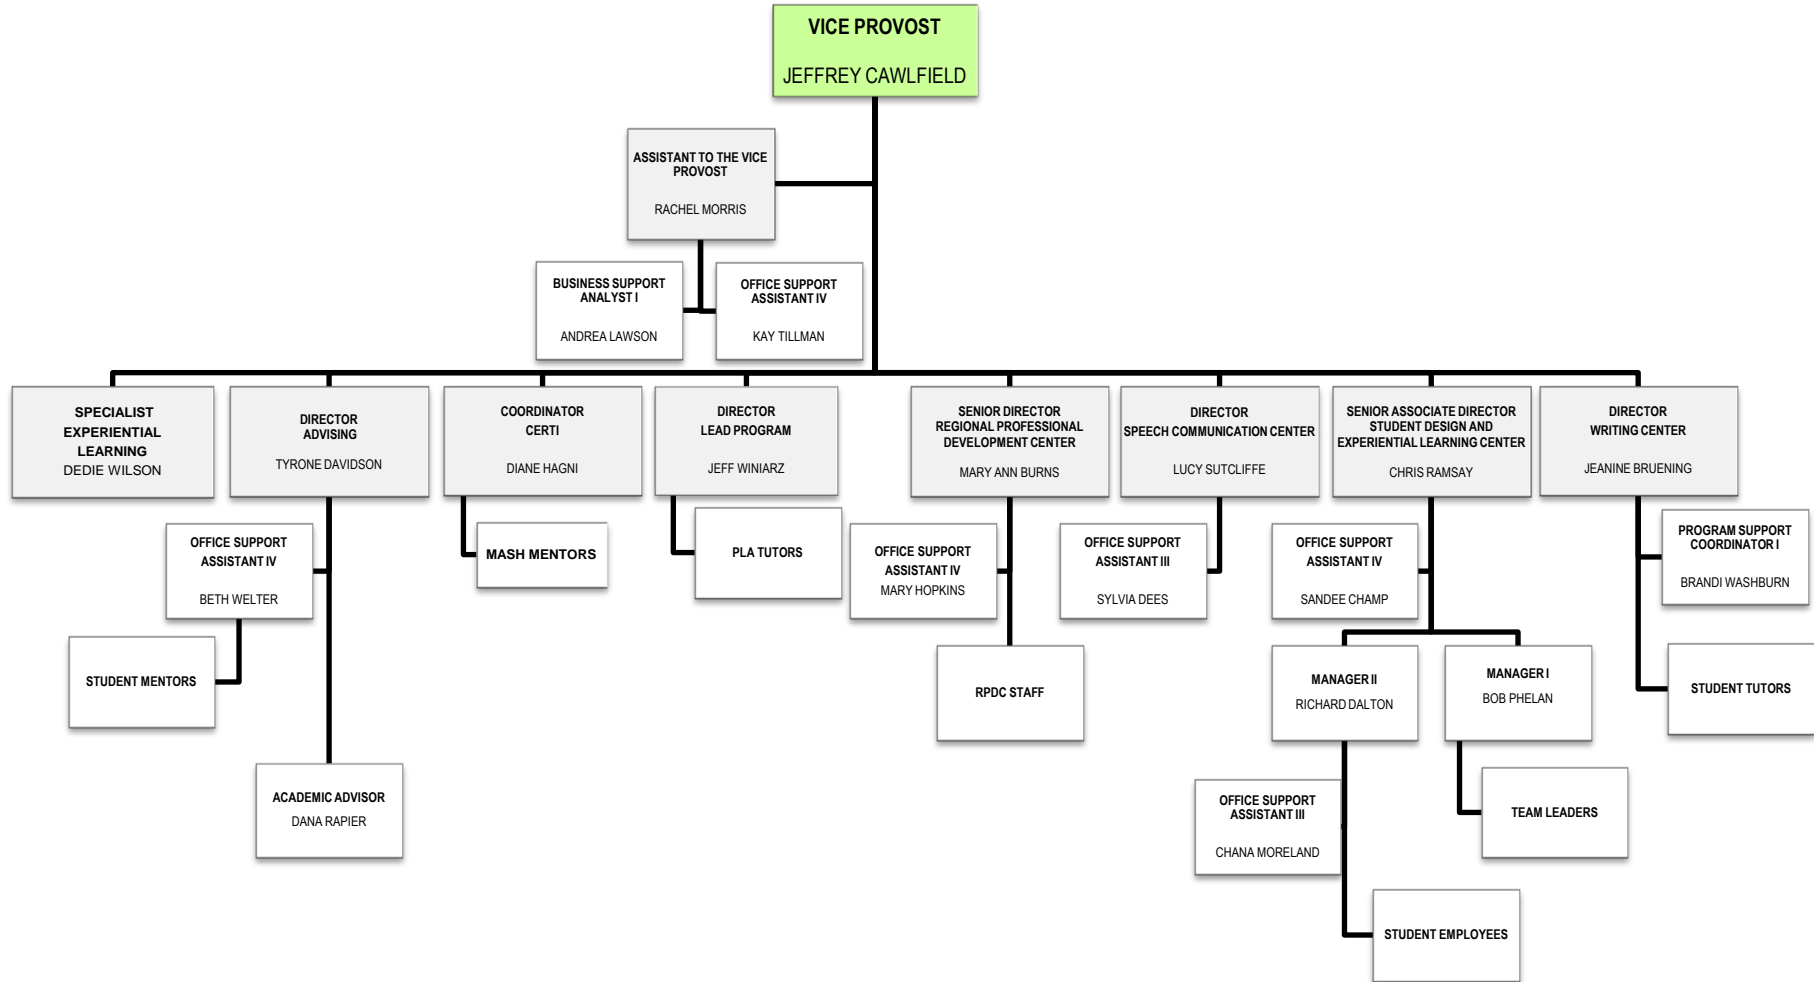 VICE PROVOST
JEFFREY CAWLFIELD
ASSISTANT TO THE VICE
PROVOST
RACHEL MORRIS
BUSINESS SUPPORT
ANALYST I
ANDREA LAWSON
OFFICE SUPPORT
ASSISTANT IV
KAY TILLMAN
SPECIALIST
EXPERIENTIAL
LEARNING
DEDIE WILSON
DIRECTOR
ADVISING
TYRONE DAVIDSON
COORDINATOR
CERTI
DIANE HAGNI
DIRECTOR
LEAD PROGRAM
JEFF WINIARZ
SENIOR DIRECTOR
REGIONAL PROFESSIONAL
DEVELOPMENT CENTER
MARY ANN BURNS
DIRECTOR
SPEECH COMMUNICATION CENTER
LUCY SUTCLIFFE
SENIOR ASSOCIATE DIRECTOR
STUDENT DESIGN AND
EXPERIENTIAL LEARNING CENTER
CHRIS RAMSAY
DIRECTOR
WRITING CENTER
JEANINE BRUENING
OFFICE SUPPORT
ASSISTANT IV
BETH WELTER
MASH MENTORS
PLA TUTORS
OFFICE SUPPORT
ASSISTANT IV
MARY HOPKINS
OFFICE SUPPORT
ASSISTANT III
SYLVIA DEES
OFFICE SUPPORT
ASSISTANT IV
SANDEE CHAMP
PROGRAM SUPPORT
COORDINATOR I
BRANDI WASHBURN
STUDENT MENTORS
RPDC STAFF
MANAGER II
RICHARD DALTON
MANAGER I
BOB PHELAN
STUDENT TUTORS
ACADEMIC ADVISOR
DANA RAPIER
OFFICE SUPPORT
ASSISTANT III
CHANA MORELAND
TEAM LEADERS
STUDENT EMPLOYEES